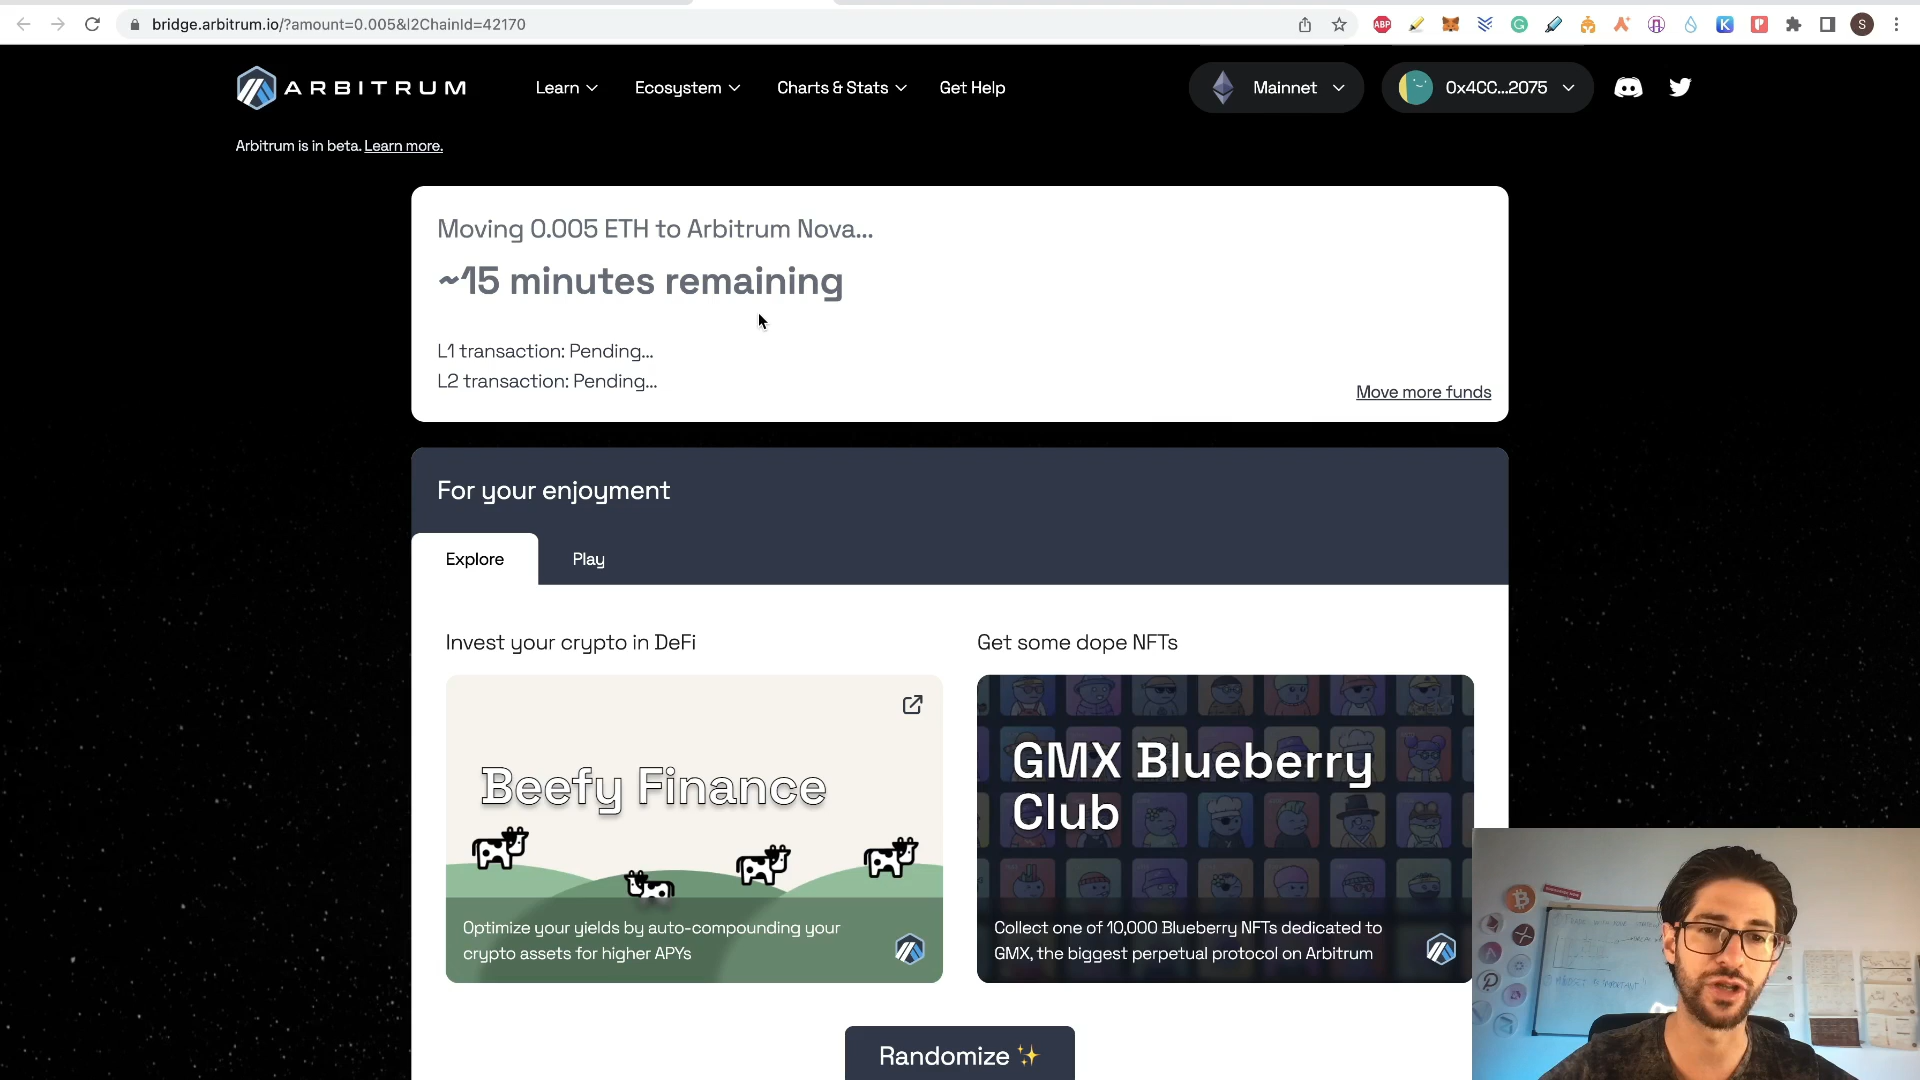 bridge.arbitrum.io/?amount=0.005&l2ChainId=42170
ABP
S
ARBITRUM
Learn
Ecosystem
Charts & Stats
Get Help
Mainnet
0x4CC...2075
Arbitrum is in beta. Learn more.
Moving 0.005 ETH to Arbitrum Nova...
~15 minutes remaining
L1 transaction: Pending...
L2 transaction: Pending...
Move more funds
For your enjoyment
Explore
Play
Invest your crypto in DeFi
Get some dope NFTs
Beefy Finance
Optimize your yields by auto-compounding your
crypto assets for higher APYs
GMX Blueberry
Club
Collect one of 10,000 Blueberry NFTs dedicated to
GMX, the biggest perpetual protocol on Arbitrum
Randomize ✨